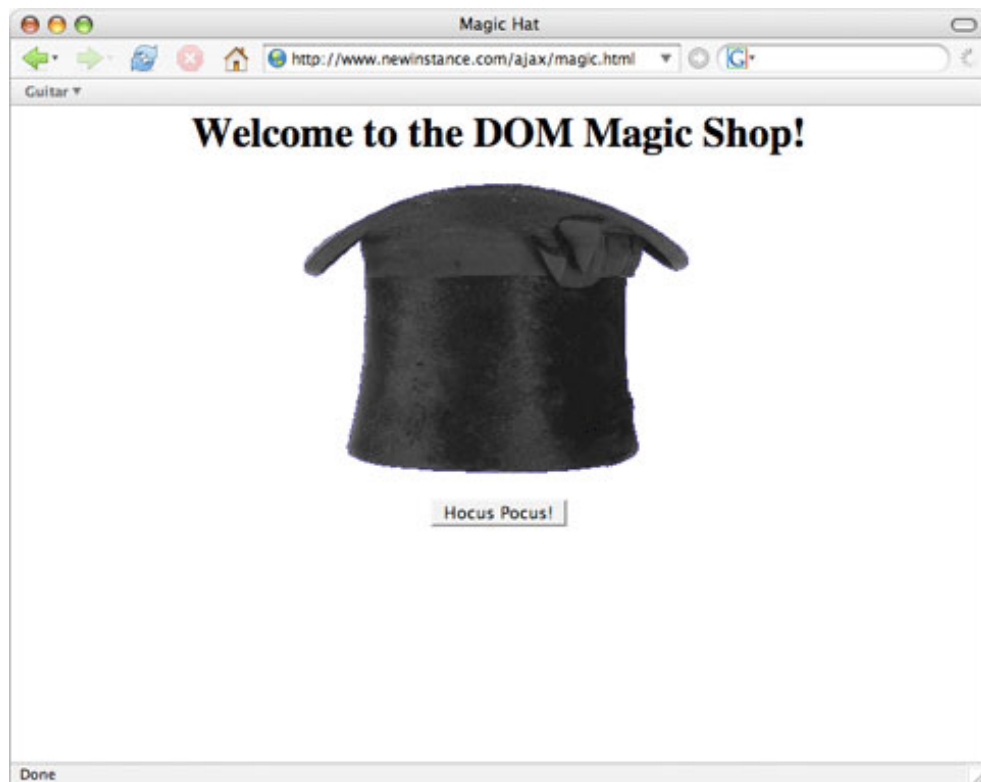 Magic Hat
http://www.newinstance.com/ajax/magic.html
G
Guitar
Welcome to the DOM Magic Shop!
Hocus Pocus!
Done